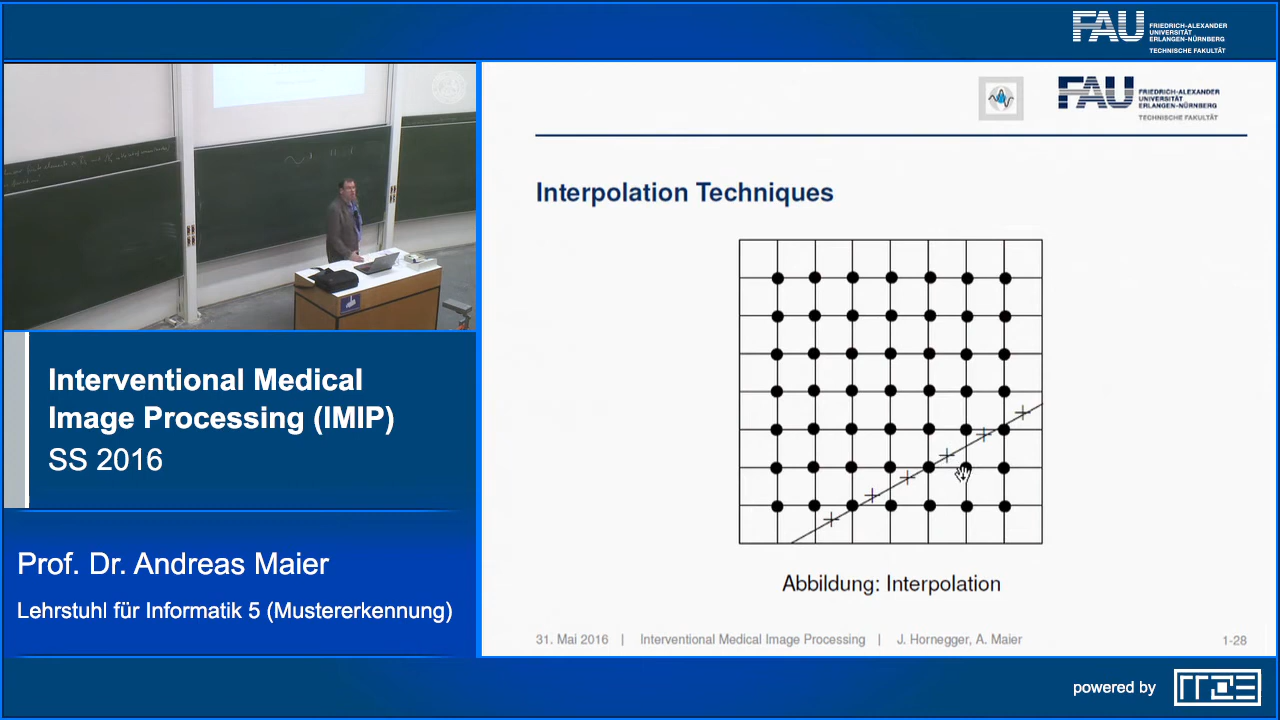 FAU
FRIEDRICH-ALEXANDER
UNIVERSITÄT
ERLANGEN-NÜRNBERG
TECHNISCHE FAKULTÄT
FAU
FRIEDRICH-ALEXANDER
UNIVERSITÄT
ERLANGEN-NÜRNBERG
TECHNISCHE FAKULTÄT
Interpolation Techniques
Abbildung: Interpolation
31. Mai 2016 | Interventional Medical Image Processing | J. Hornegger, A. Maier
1-28
Interventional Medical
Image Processing (IMIP)
SS 2016
Prof. Dr. Andreas Maier
Lehrstuhl für Informatik 5 (Mustererkennung)
powered by